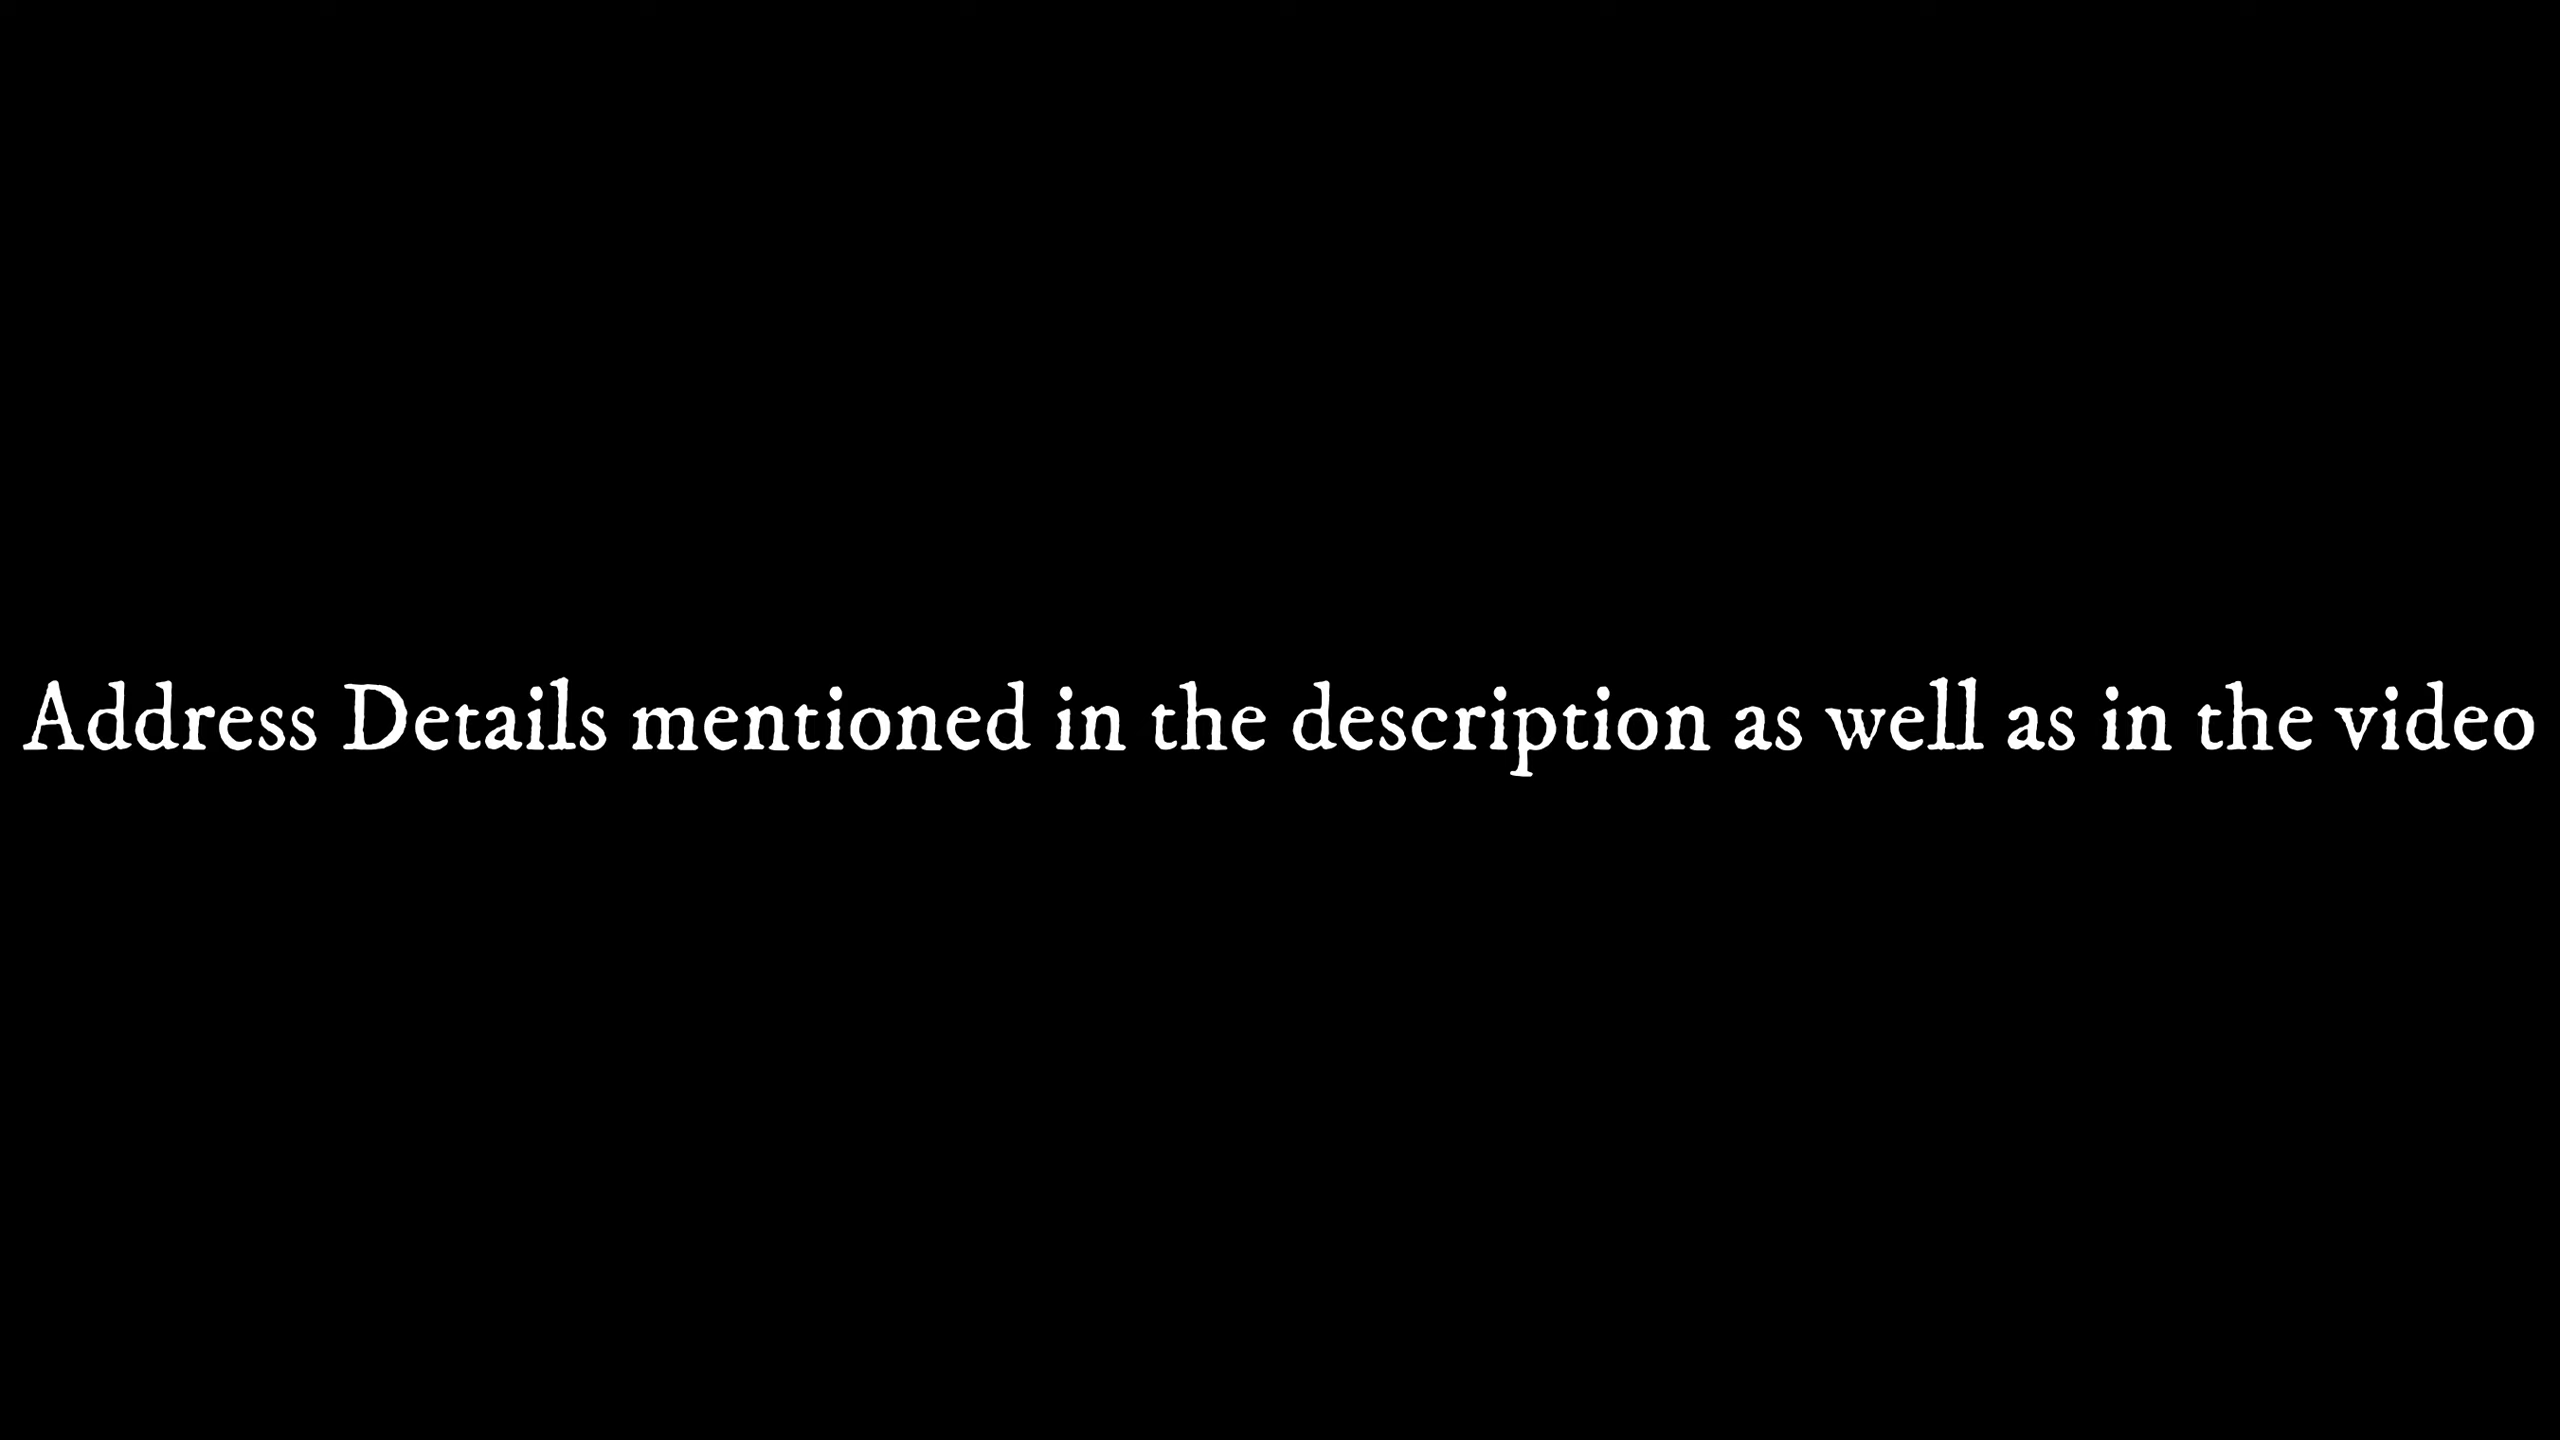 Address Details mentioned in the description as well as in the video